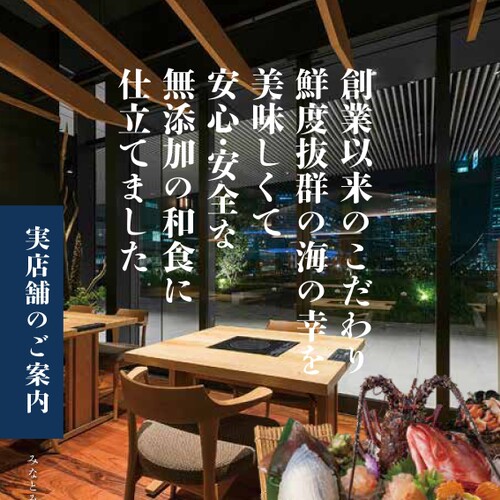 創業以来のこだわり
鮮度抜群の海の幸を
美味しくて
安心・安全な
無添加の和食に
仕立てました
実店舗のご案内
みなとみ